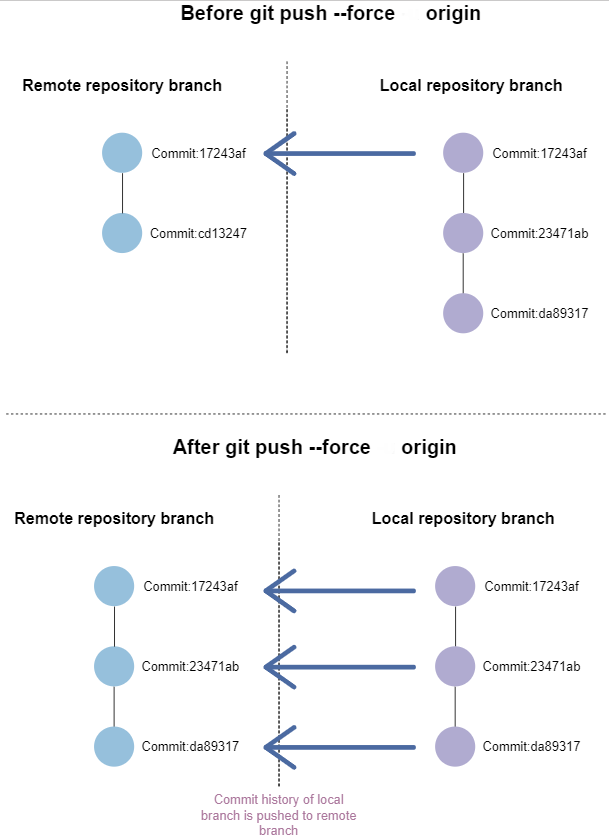 Before git push --force origin
Remote repository branch
Local repository branch
Commit:17243af
Commit:17243af
Commit:cd13247
Commit:23471ab
Commit:da89317
After git push --force origin
Remote repository branch
Local repository branch
Commit:17243af
Commit:17243af
Commit:23471ab
Commit:23471ab
Commit:da89317
Commit:da89317
Commit history of local
branch is pushed to remote
branch